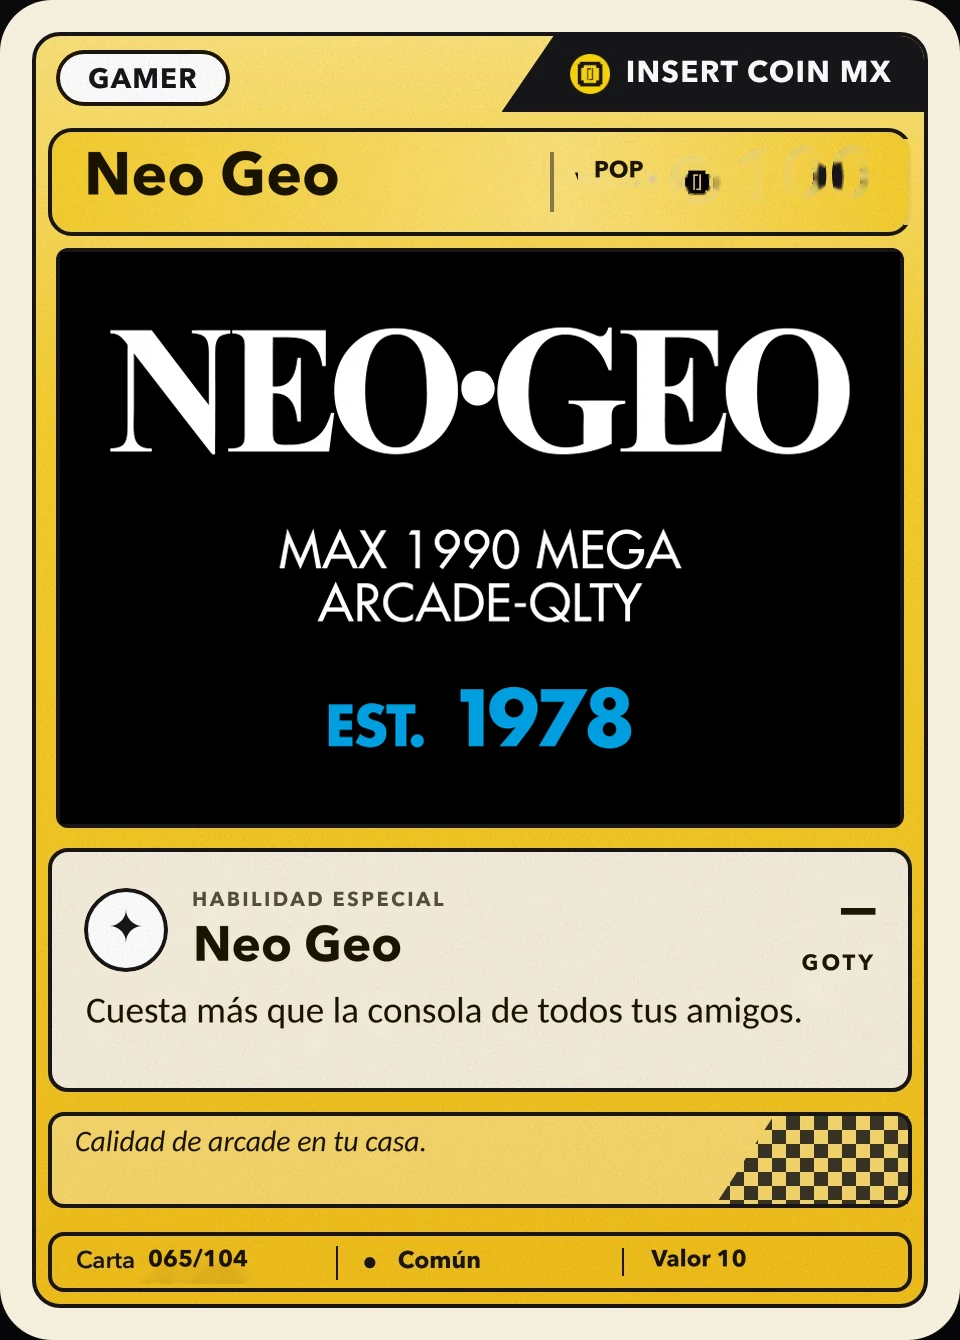 GAMER
INSERT COIN MX
Neo Geo
POP
NEO·GEO
MAX 1990 MEGA
ARCADE-QLTY
EST. 1978
HABILIDAD ESPECIAL
Neo Geo
—
GOTY
Cuesta más que la consola de todos tus amigos.
Calidad de arcade en tu casa.
Carta 065/104
• Común
Valor 10